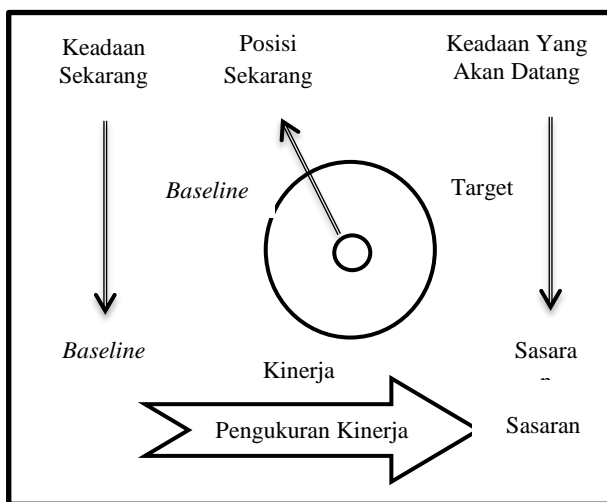 Keadaan
Sekarang
Posisi
Sekarang
Keadaan Yang
Akan Datang
Baseline
Target
Baseline
Kinerja
Sasara
n
Pengukuran Kinerja
Sasaran